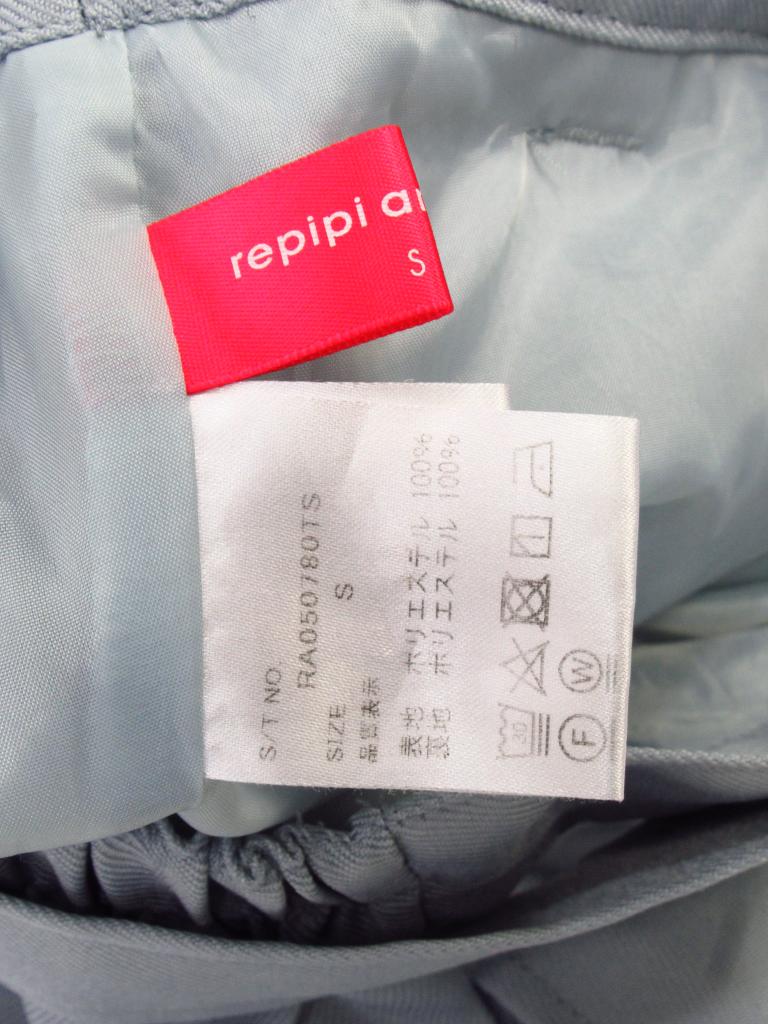 repipi ar
S
S/T NO.
RA050780TS
SIZE S
品質表示
表地 ポリエステル 100%
裏地 ポリエステル 100%
30
F W